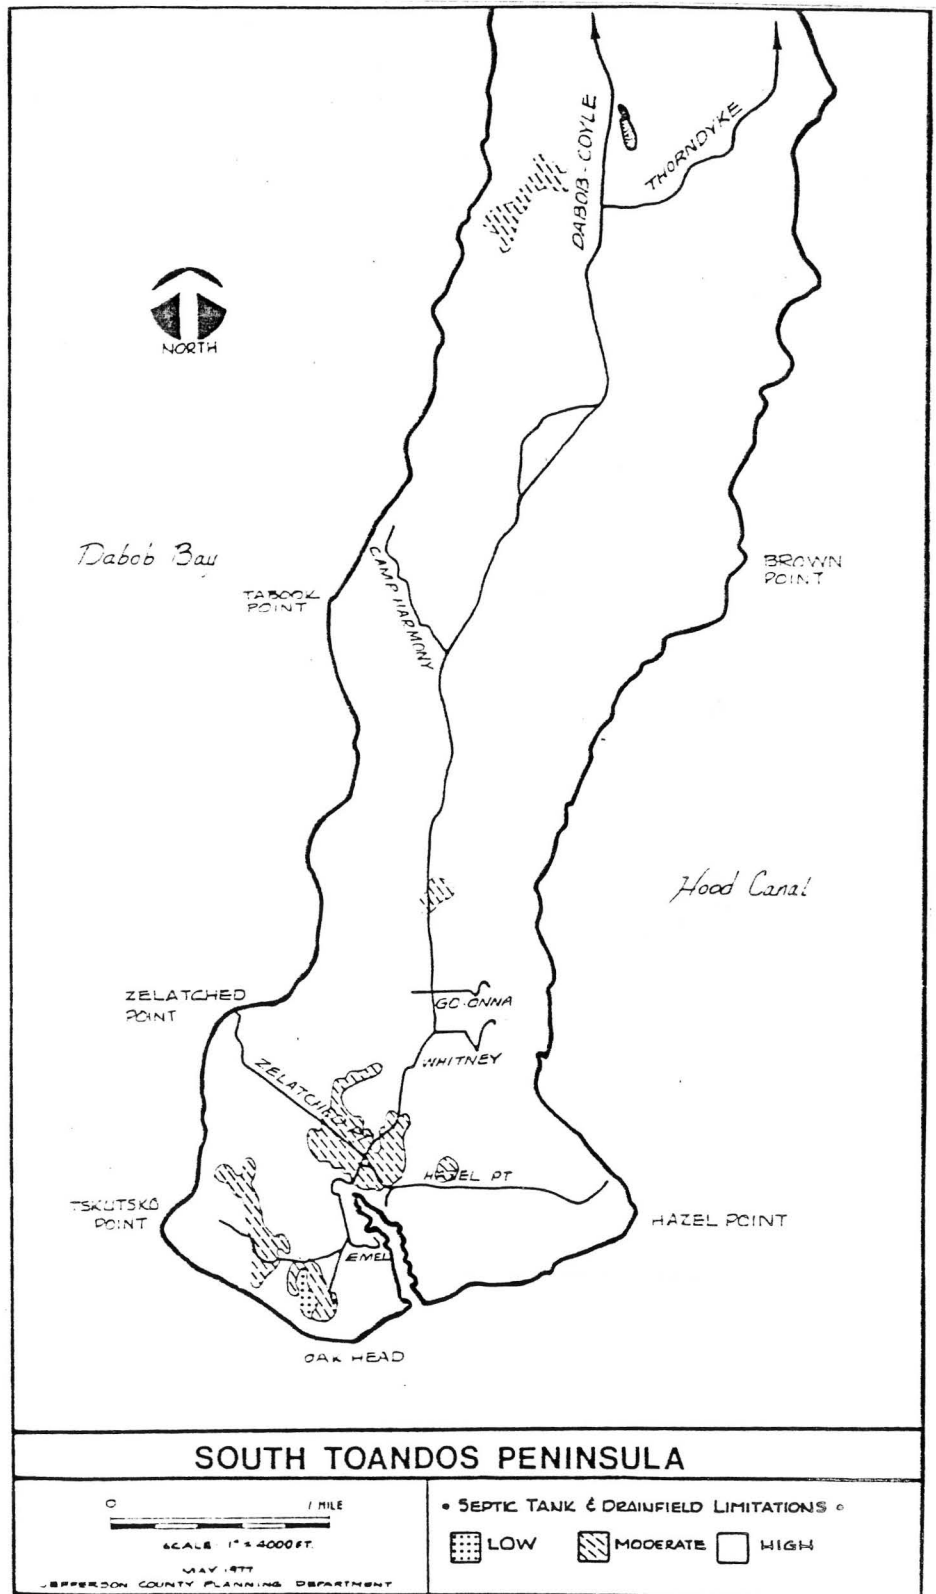 DABOB - COYLE
THORNDYKE
NORTH
Dabob Bay
TABOOK
POINT
CAMP HARMONY
BROWN
POINT
Hood Canal
ZELATCHED
POINT
GO-ONNA
WHITNEY
ZELATCHED
HAZEL PT
TSKUTSKO
POINT
HAZEL POINT
EMEL
OAK HEAD
SOUTH TOANDOS PENINSULA
0 1 MILE
SCALE 1" = 4000 FT.
MAY 1977
JEFFERSON COUNTY PLANNING DEPARTMENT
• SEPTIC TANK & DRAINFIELD LIMITATIONS •
LOW MODERATE HIGH